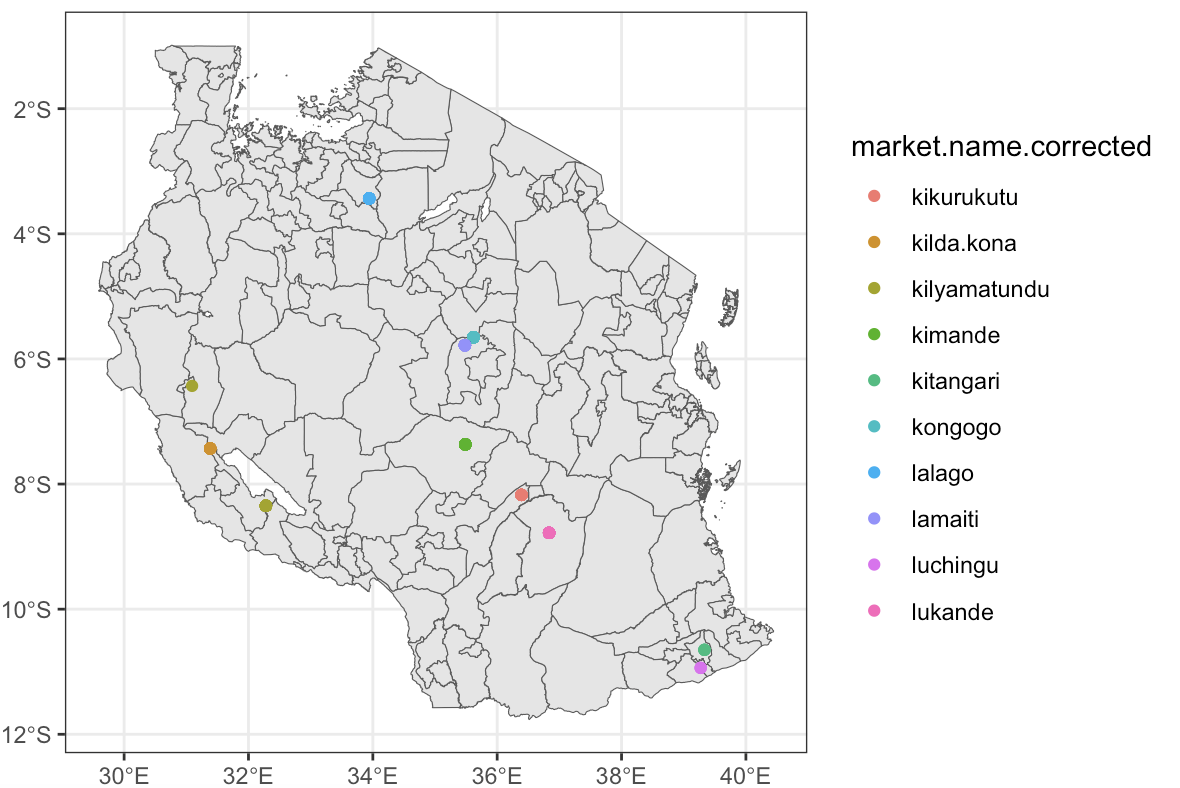 2°S
4°S
6°S
8°S
10°S
12°S
30°E 32°E 34°E 36°E 38°E 40°E
market.name.corrected
kikurukutu
kilda.kona
kilyamatundu
kimande
kitangari
kongogo
lalago
lamaiti
luchingu
lukande